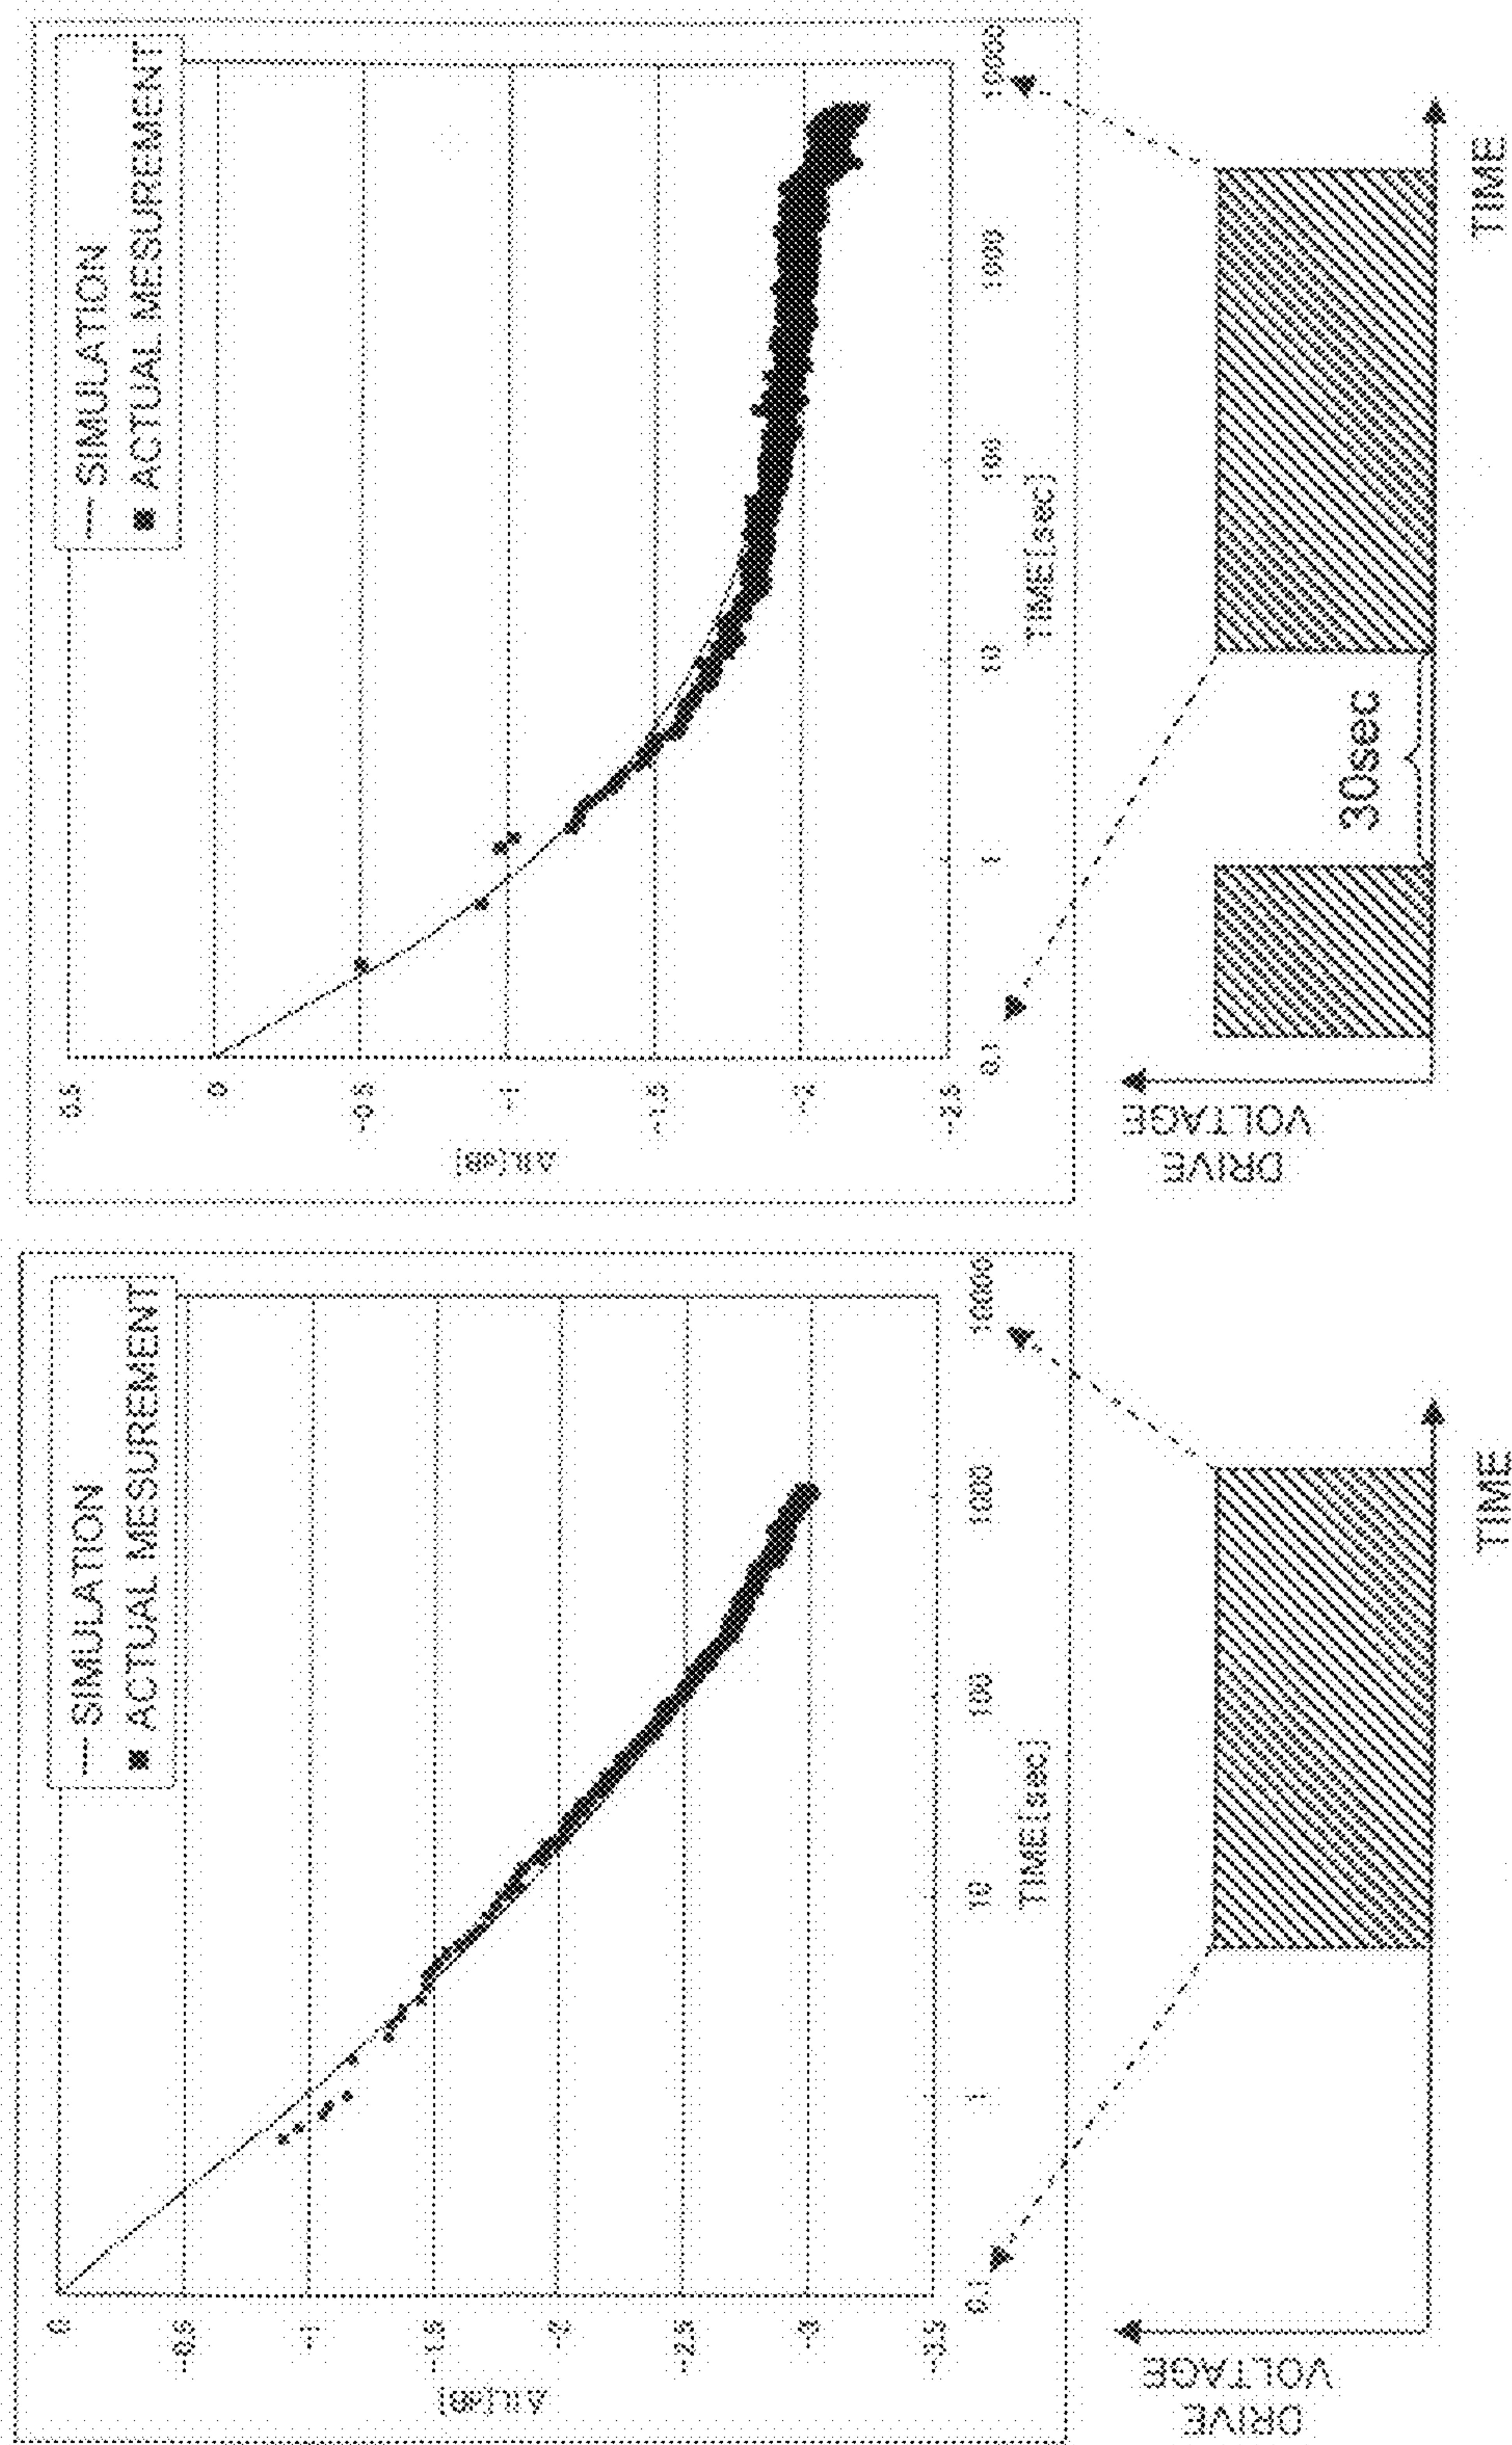 SIMULATION
ACTUAL MESUREMENT
0
-0.5
-1
-1.5
-2
-2.5
-3
-3.5
ΔIL[dB]
0.1
1
10
100
1000
10000
TIME[sec]
DRIVE
VOLTAGE
TIME
SIMULATION
ACTUAL MESUREMENT
0.5
0
-0.5
-1
-1.5
-2
-2.5
ΔIL[dB]
0.1
1
10
100
1000
10000
TIME[sec]
DRIVE
VOLTAGE
30sec
TIME